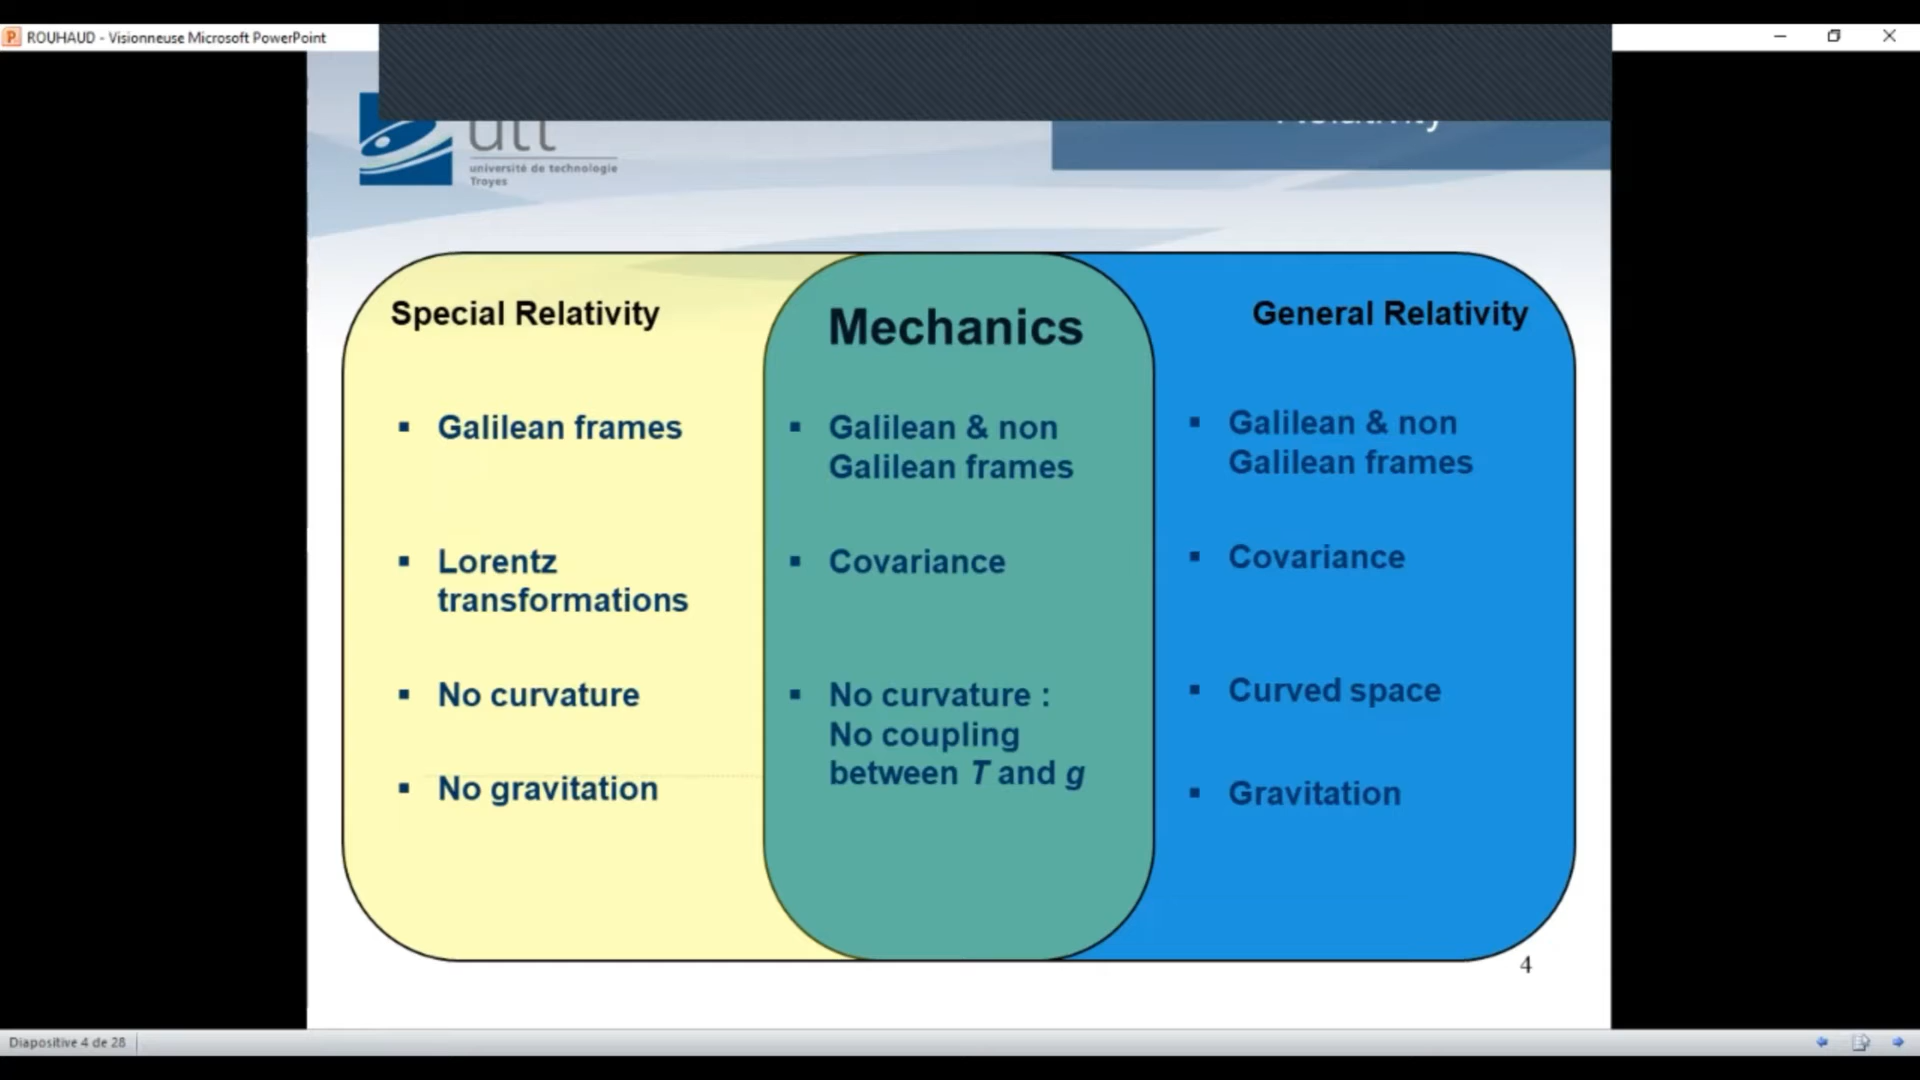 ROUHAUD - Visionneuse Microsoft PowerPoint
utt
université de technologie
Troyes
Relativity
Special Relativity
Galilean frames
Lorentz
transformations
No curvature
No gravitation
Mechanics
Galilean & non
Galilean frames
Covariance
No curvature :
No coupling
between T and g
General Relativity
Galilean & non
Galilean frames
Covariance
Curved space
Gravitation
4
Diapositive 4 de 28